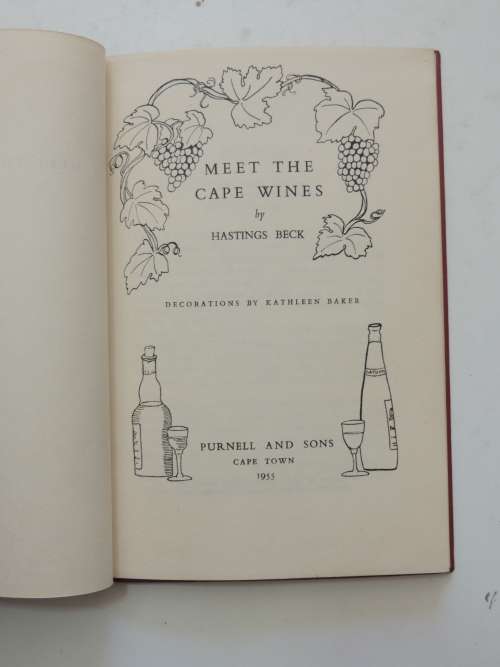 MEET THE
CAPE WINES
by
HASTINGS BECK
DECORATIONS BY KATHLEEN BAKER
PURNELL AND SONS
CAPE TOWN
1955